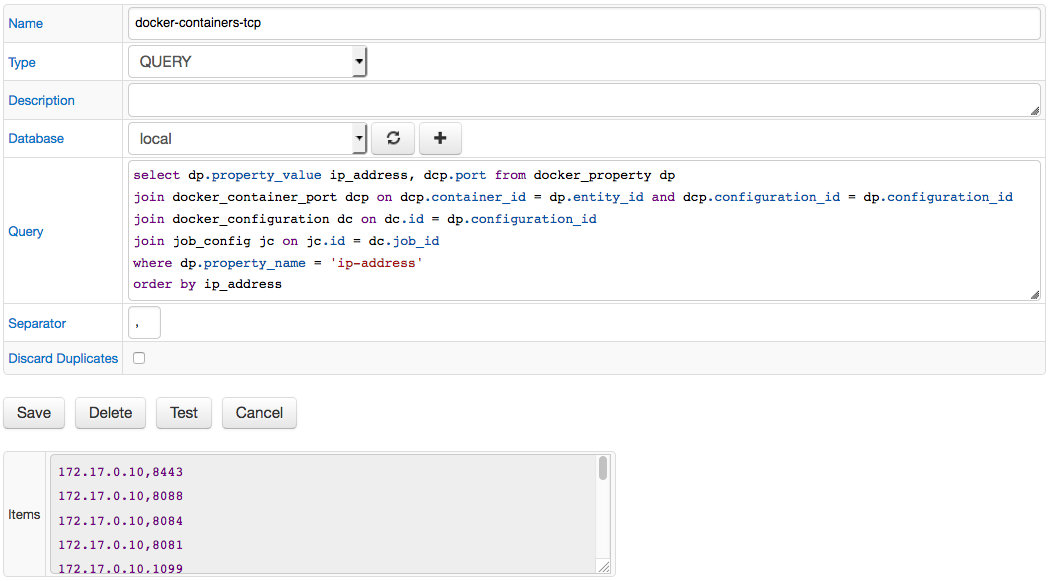 Name docker-containers-tcp
Type QUERY
Description
Database local
Query
select dp.property_value ip_address, dcp.port from docker_property dp
join docker_container_port dcp on dcp.container_id = dp.entity_id and dcp.configuration_id = dp.configuration_id
join docker_configuration dc on dc.id = dp.configuration_id
join job_config jc on jc.id = dc.job_id
where dp.property_name = 'ip-address'
order by ip_address
Separator ,
Discard Duplicates
Save Delete Test Cancel
Items
172.17.0.10,8443
172.17.0.10,8088
172.17.0.10,8084
172.17.0.10,8081
172.17.0.10,1099